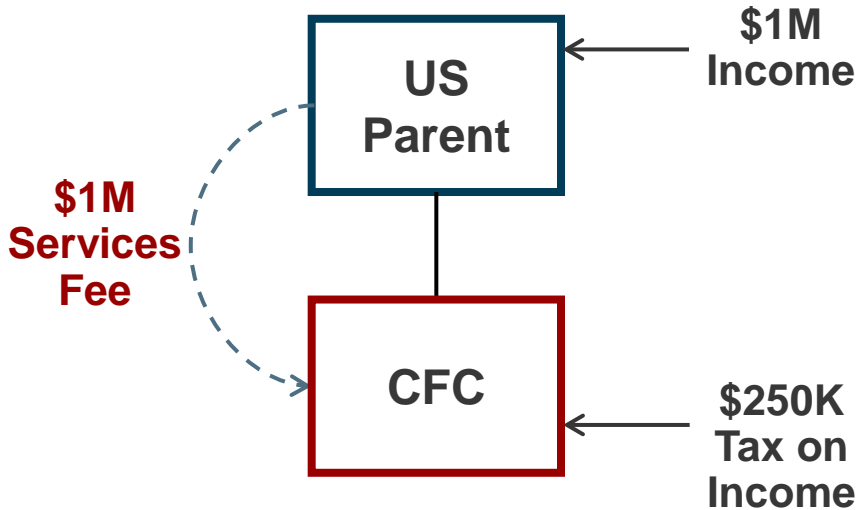 US
Parent
$1M
Income
$1M
Services
Fee
CFC
$250K
Tax on
Income